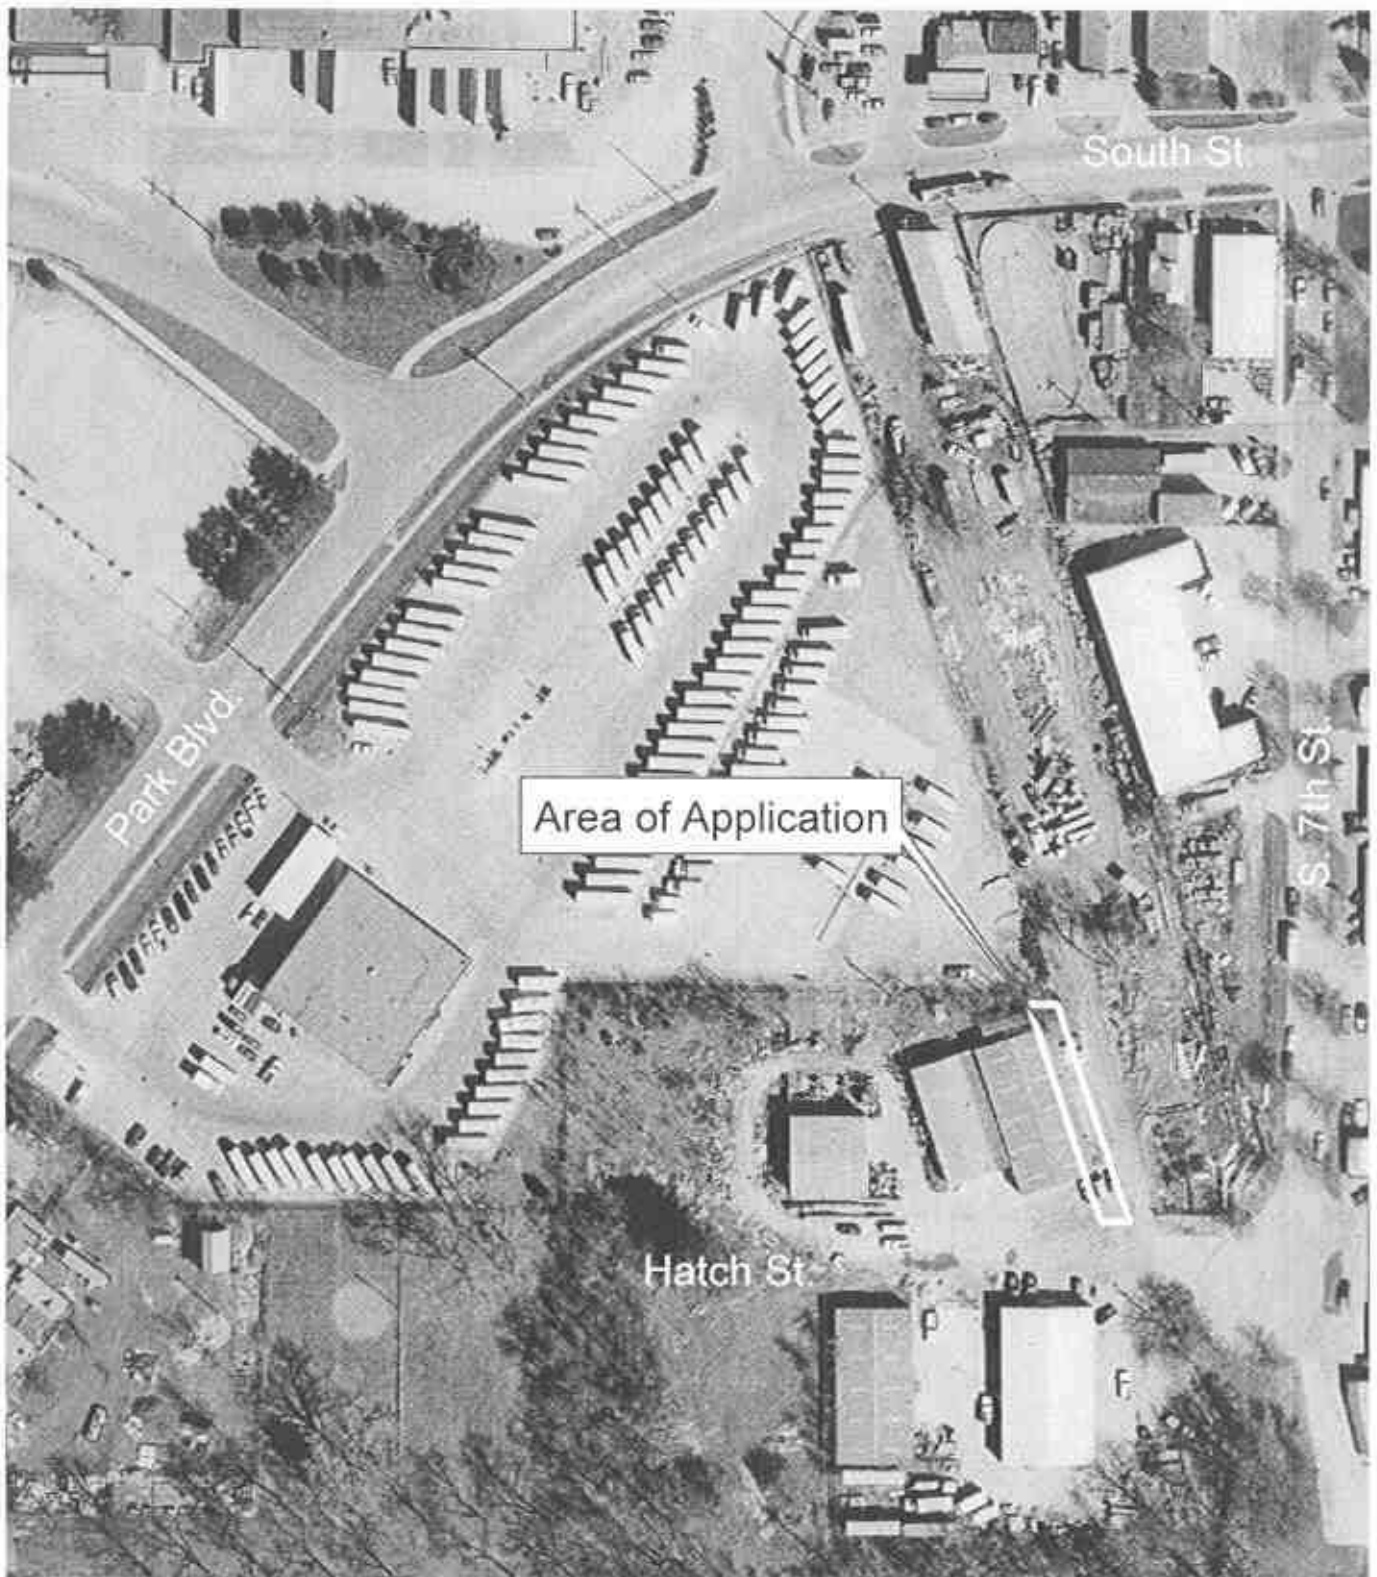 South St
Park Blvd.
Area of Application
S. 7th St.
Hatch St.